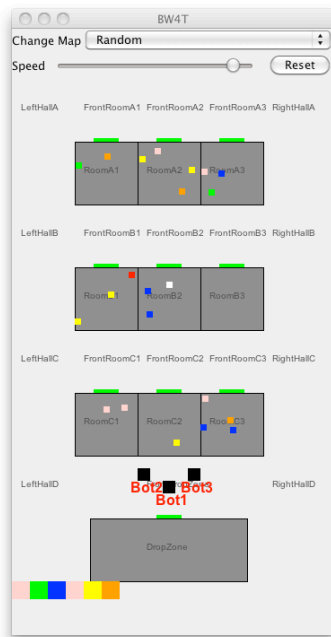 BW4T
Change Map Random
Speed Reset
LeftHallA FrontRoomA1 FrontRoomA2 FrontRoomA3 RightHallA
RoomA1 RoomA2 RoomA3
LeftHallB FrontRoomB1 FrontRoomB2 FrontRoomB3 RightHallB
RoomB1 RoomB2 RoomB3
LeftHallC FrontRoomC1 FrontRoomC2 FrontRoomC3 RightHallC
RoomC1 RoomC2 RoomC3
LeftHallD RightHallD
Bot2 Bot3
Bot1
DropZone